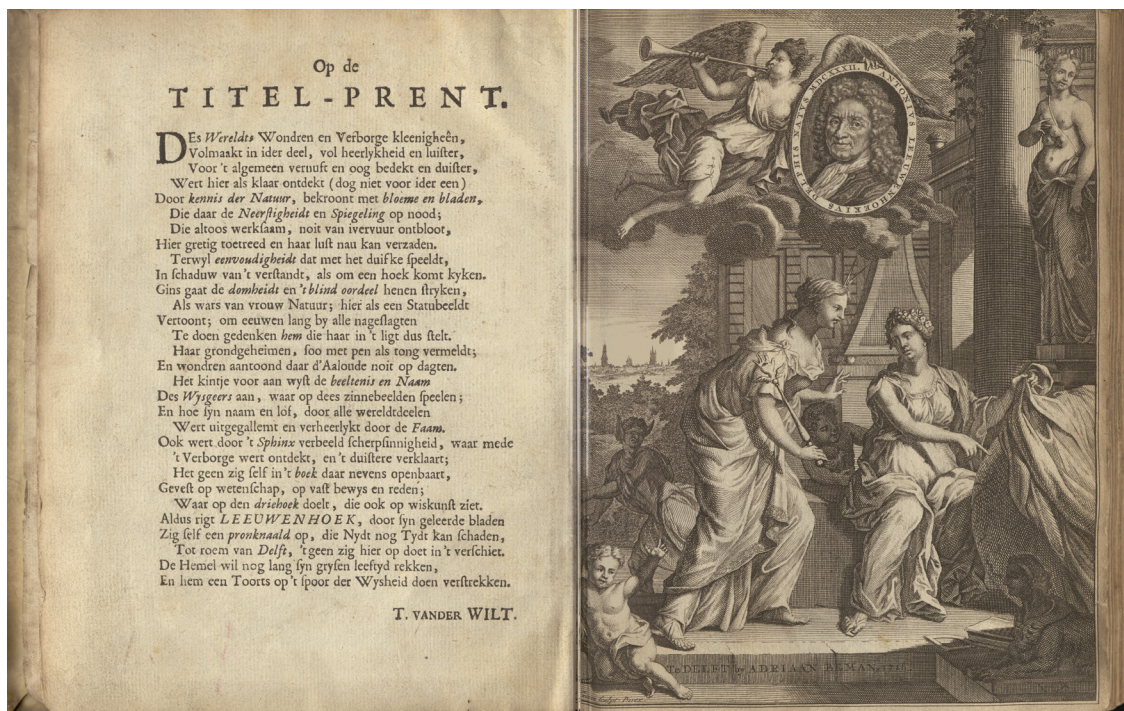 Op de
TITEL-PRENT.
DEs Wereldts Wondren en Verborge kleenigheên,
Volmaakt in ider deel, vol heerlykheid en luister,
Voor 't algemeen vernuft en oog bedekt en duister,
Wert hier als klaar ontdekt (dog niet voor ider een)
Door kennis der Natuur, bekroont met bloeme en bladen,
Die daar de Neerstigheidt en Spiegeling op nood;
Die altoos werksaam, noit van ivervuur ontbloot,
Hier gretig toetreed en haar lust nau kan verzaden.
Terwyl eenvoudigheidt dat met het duifke speeldt,
In schaduw van't verstandt, als om een hoek komt kyken.
Gins gaat de domheidt en 't blind oordeel henen stryken,
Als wars van vrouw Natuur; hier als een Statubeeldt
Vertoont; om eeuwen lang by alle nageslagten
Te doen gedenken hem die haar in 't ligt dus stelt.
Haar grondgeheimen, soo met pen als tong vermeldt;
En wondren aantoond daar d'Aaloude noit op dagten.
Het kintje voor aan wyst de beeltenis en Naam
Des Wysgeers aan, waar op dees zinnebeelden speelen;
En hoe syn naam en lof, door alle wereldtdeelen
Wert uitgegallemt en verheerlykt door de Faam.
Ook wert door 't Sphinx verbeeld scherpsinnigheid, waar mede
't Verborge wert ontdekt, en 't duistere verklaart;
Het geen zig self in 't boek daar nevens openbaart,
Gevest op wetenschap, op vast bewys en reden;
Waar op den driehoek doelt, die ook op wiskunst ziet.
Aldus rigt LEEUWENHOEK, door syn geleerde bladen
Zig self een pronknaald op, die Nydt nog Tydt kan schaden,
Tot roem van Delft, 't geen zig hier op doet in 't verschiet.
De Hemel wil nog lang syn grysen leeftyd rekken,
En hem een Toorts op 't spoor der Wysheid doen verstrekken.
T. VANDER WILT.
ANTONIVS LEEUWENHOEKIVS DELPHIS NATVS MDCXXXII.
Te DELFT by ADRIAAN BEMAN,